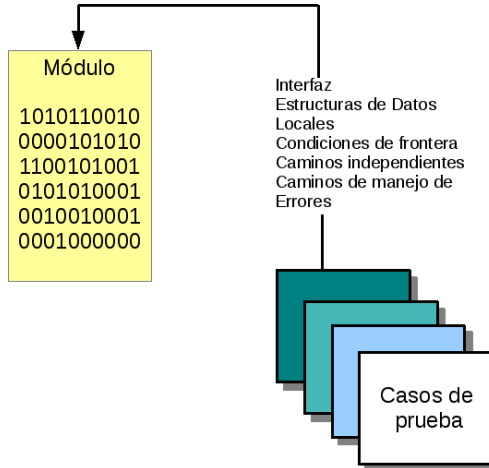 Módulo
1010110010
0000101010
1100101001
0101010001
0010010001
0001000000
Interfaz
Estructuras de Datos
Locales
Condiciones de frontera
Caminos independientes
Caminos de manejo de
Errores
Casos de
prueba